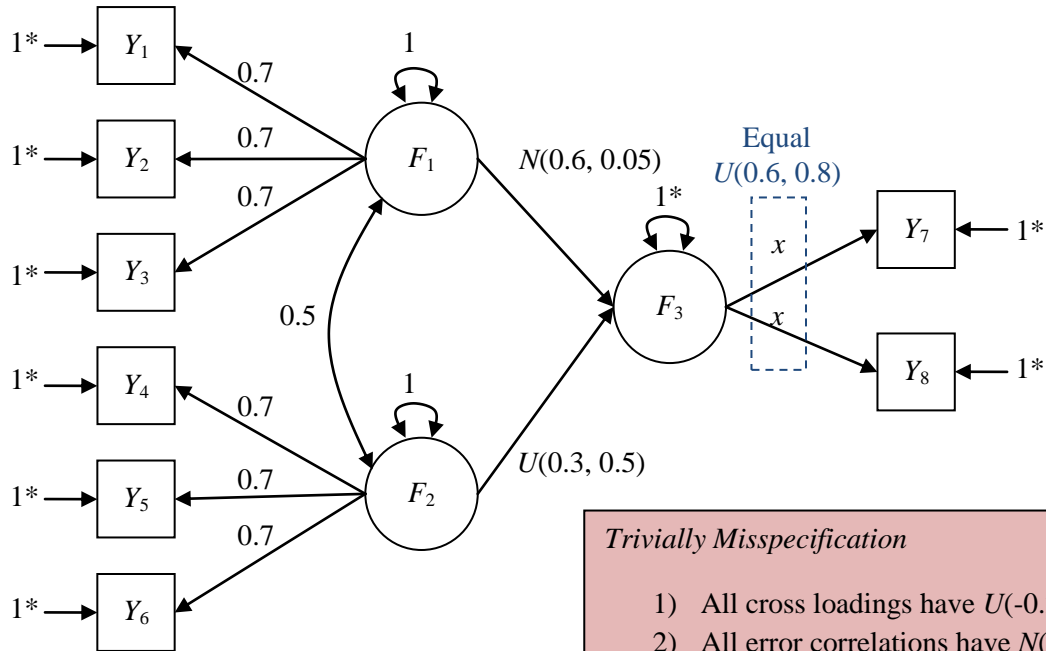 1*
Y1
0.7
1
1*
Y2
0.7
F1
N(0.6, 0.05)
Equal
U(0.6, 0.8)
0.7
1*
x
Y7
1*
1*
Y3
F3
0.5
x
1*
Y4
0.7
1
Y8
1*
U(0.3, 0.5)
1*
Y5
0.7
F2
0.7
Trivially Misspecification
1*
Y6
1) All cross loadings have U(-0.
2) All error correlations have N(